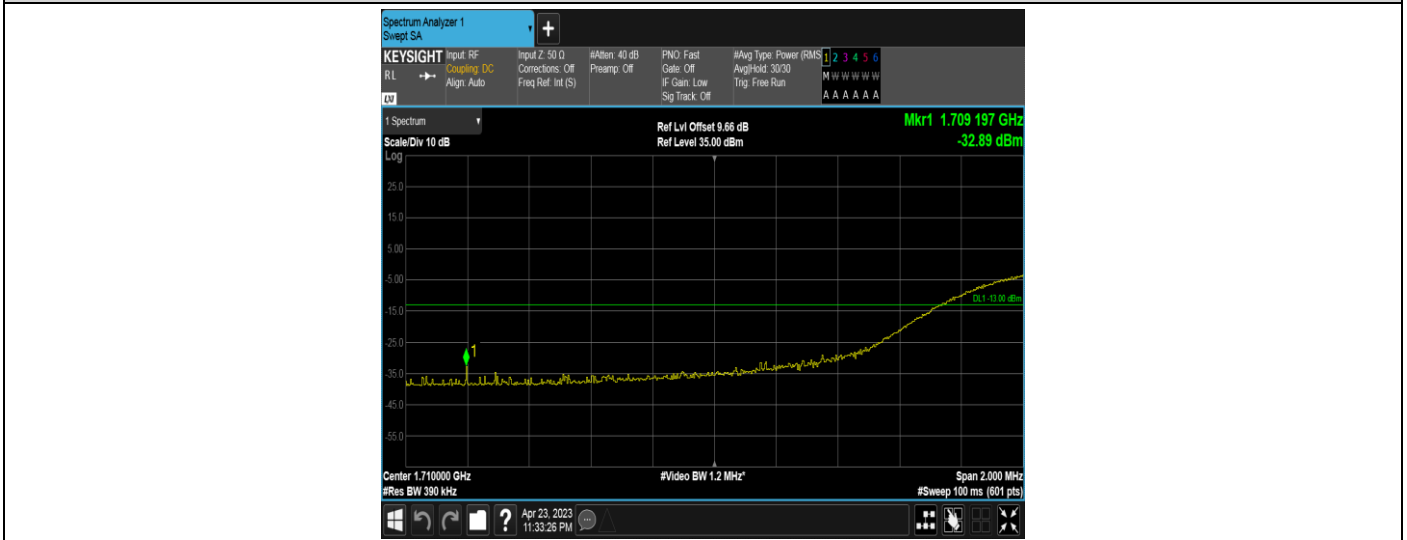 Spectrum Analyzer 1
Swept SA
+
KEYSIGHT Input: RF Input Z: 50 Ω #Atten: 40 dB PNO: Fast #Avg Type: Power (RMS 1 2 3 4 5 6
RL Coupling: DC Corrections: Off Preamp: Off Gate: Off Avg|Hold: 30/30 M W W W W W
Align: Auto Freq Ref: Int (S) IF Gain: Low Trig: Free Run
LXI Sig Track: Off A A A A A A
1 Spectrum Ref Lvl Offset 9.66 dB Mkr1 1.709 197 GHz
Scale/Div 10 dB Ref Level 35.00 dBm -32.89 dBm
Log
25.0
15.0
5.00
-5.00
DL1 -13.00 dBm
-15.0
-25.0
1
-35.0
-45.0
-55.0
Center 1.710000 GHz #Video BW 1.2 MHz* Span 2.000 MHz
#Res BW 390 kHz #Sweep 100 ms (601 pts)
? Apr 23, 2023
11:33:26 PM